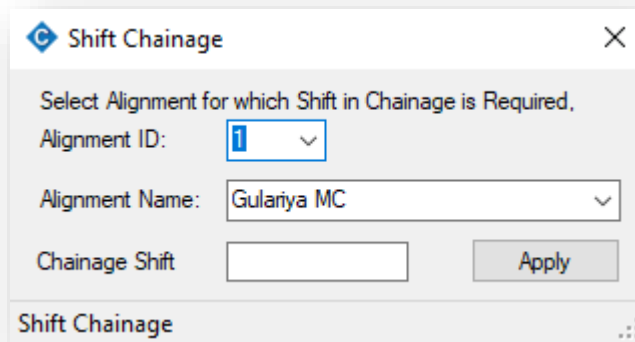 C Shift Chainage
Select Alignment for which Shift in Chainage is Required,
Alignment ID: 1
Alignment Name: Gulariya MC
Chainage Shift Apply
Shift Chainage